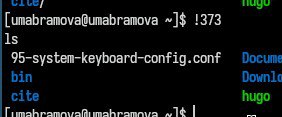 cite/ hugo
[umabramova@umabramova ~]$ !373
ls
95-system-keyboard-config.conf Docume
bin Downlo
cite hugo
[umabramova@umabramova ~]$